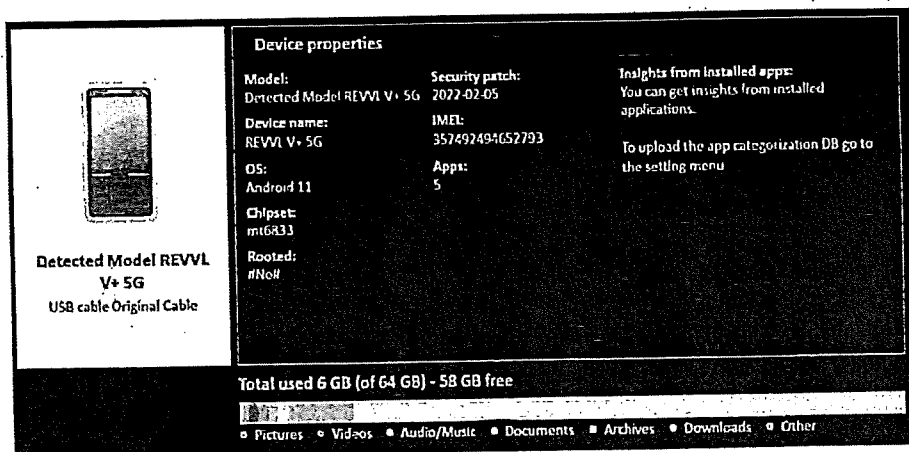 Device properties
Model:
Detected Model REVVL V+ 5G
Device name:
REVVL V+ 5G
OS:
Android 11
Chipset:
mt6833
Rooted:
#No#
Security patch:
2022-02-05
IMEI:
357492494652793
Apps:
5
Insights from installed apps:
You can get insights from installed
applications.
To upload the app categorization DB go to
the setting menu
Detected Model REVVL
V+ 5G
USB cable Original Cable
Total used 6 GB (of 64 GB) - 58 GB free
Pictures Videos Audio/Music Documents Archives Downloads Other